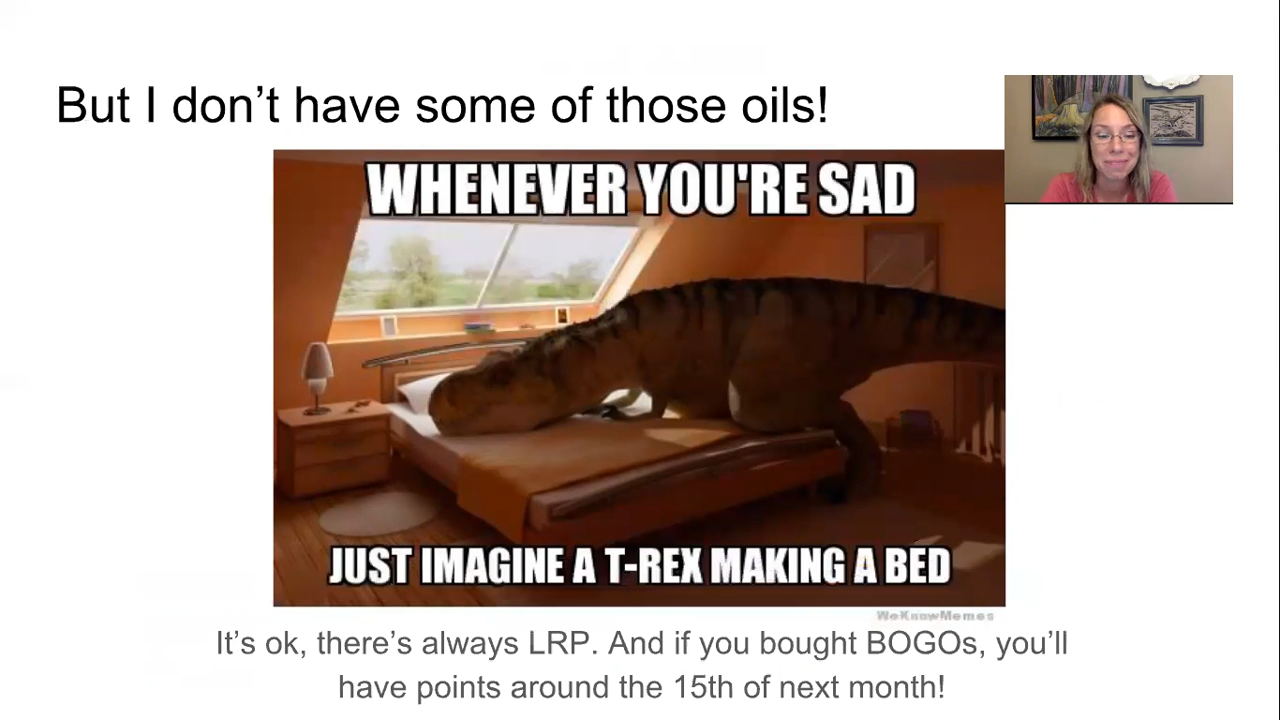 But I don’t have some of those oils!
WHENEVER YOU'RE SAD
JUST IMAGINE A T-REX MAKING A BED
WeKnowMemes
It’s ok, there’s always LRP. And if you bought BOGOs, you’ll
have points around the 15th of next month!